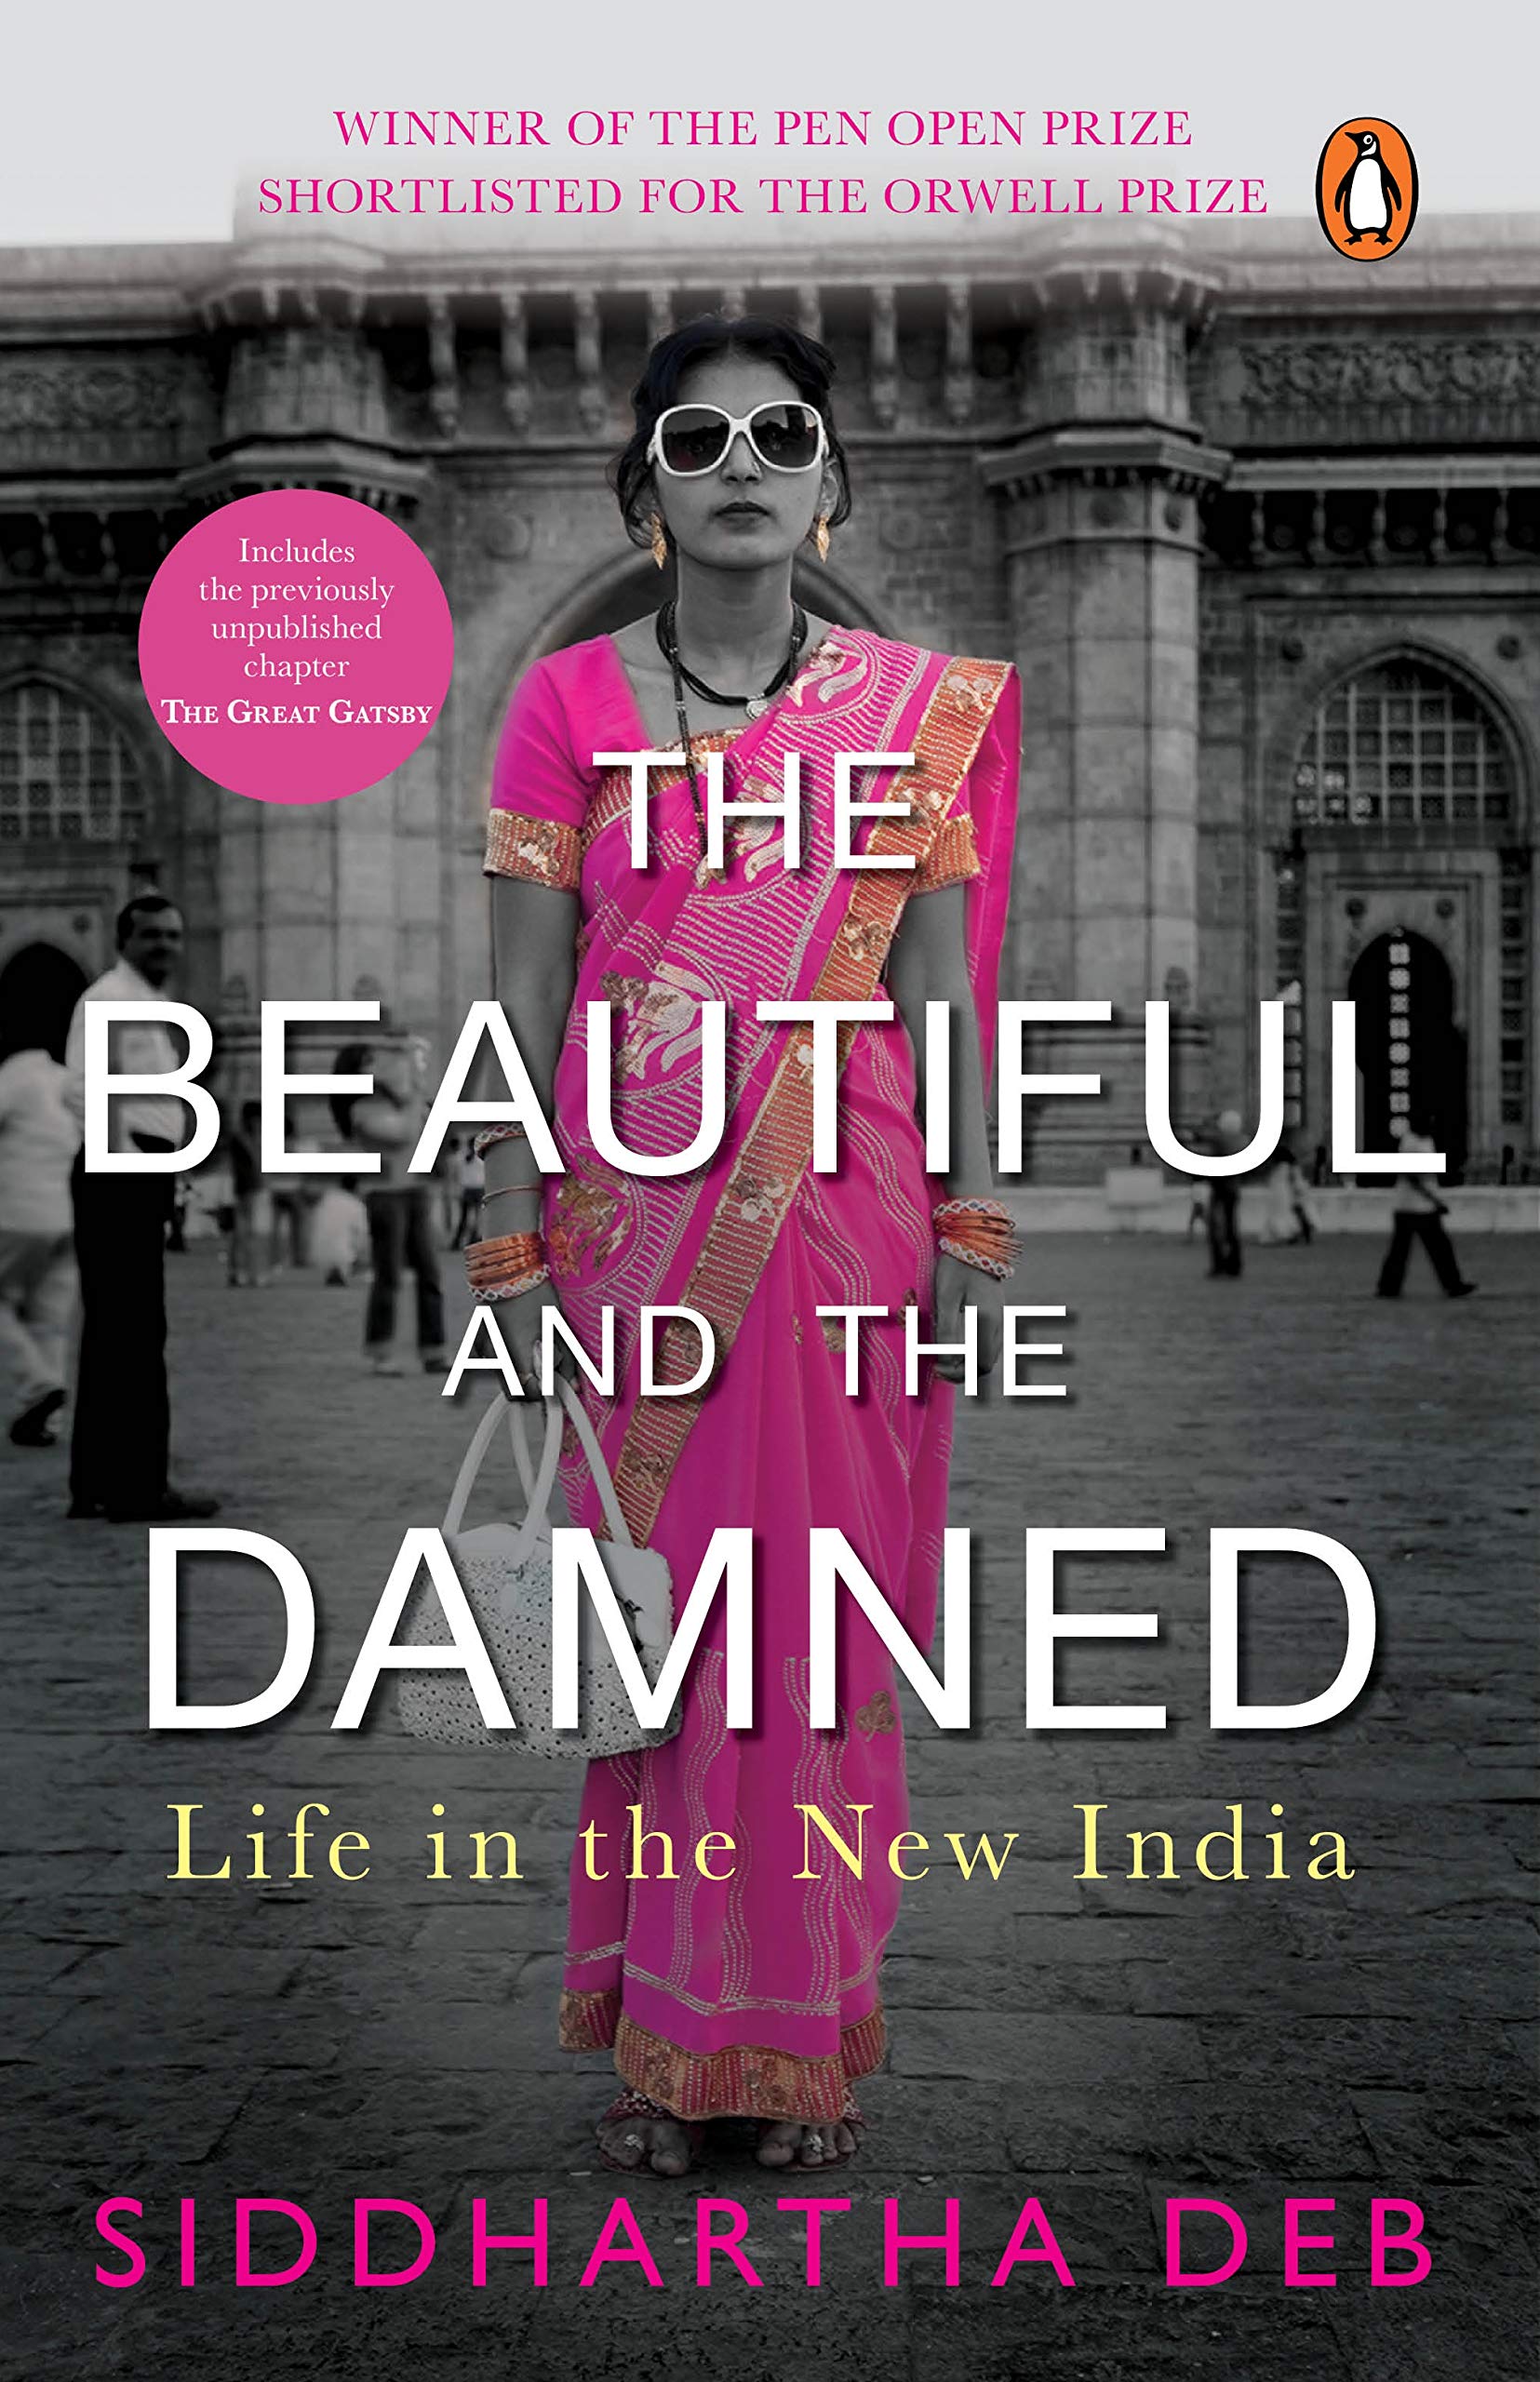 WINNER OF THE PEN OPEN PRIZE
SHORTLISTED FOR THE ORWELL PRIZE
Includes
the previously
unpublished
chapter
THE GREAT GATSBY
THE
BEAUTIFUL
AND THE
DAMNED
Life in the New India
SIDDHARTHA DEB